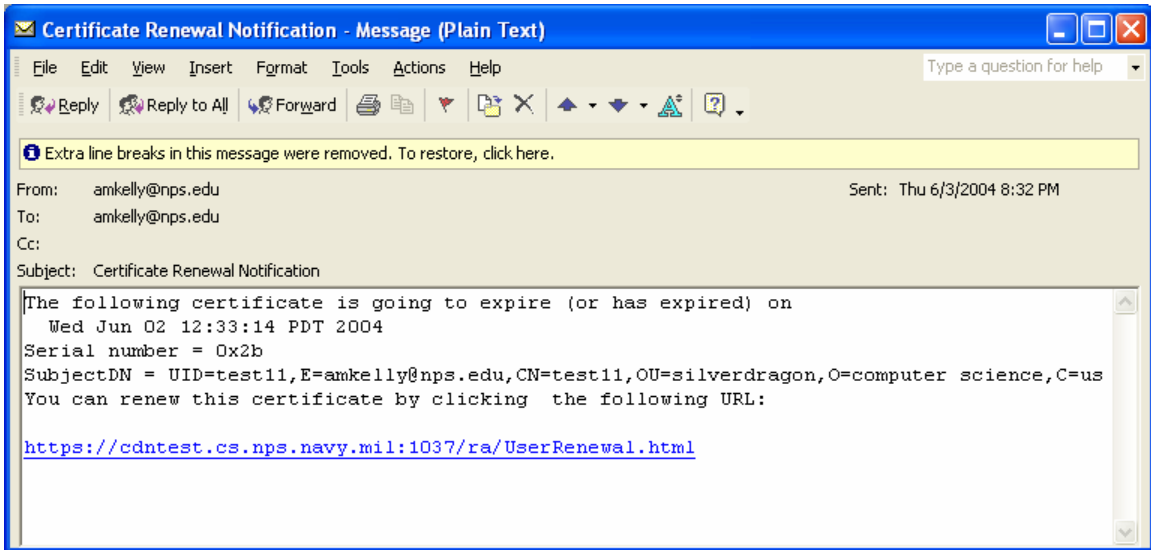 Certificate Renewal Notification - Message (Plain Text)
File Edit View Insert Format Tools Actions Help Type a question for help
Reply Reply to All Forward
Extra line breaks in this message were removed. To restore, click here.
From: amkelly@nps.edu Sent: Thu 6/3/2004 8:32 PM
To: amkelly@nps.edu
Cc:
Subject: Certificate Renewal Notification
The following certificate is going to expire (or has expired) on
Wed Jun 02 12:33:14 PDT 2004
Serial number = 0x2b
SubjectDN = UID=test11,E=amkelly@nps.edu,CN=test11,OU=silverdragon,O=computer science,C=us
You can renew this certificate by clicking  the following URL:
https://cdntest.cs.nps.navy.mil:1037/ra/UserRenewal.html